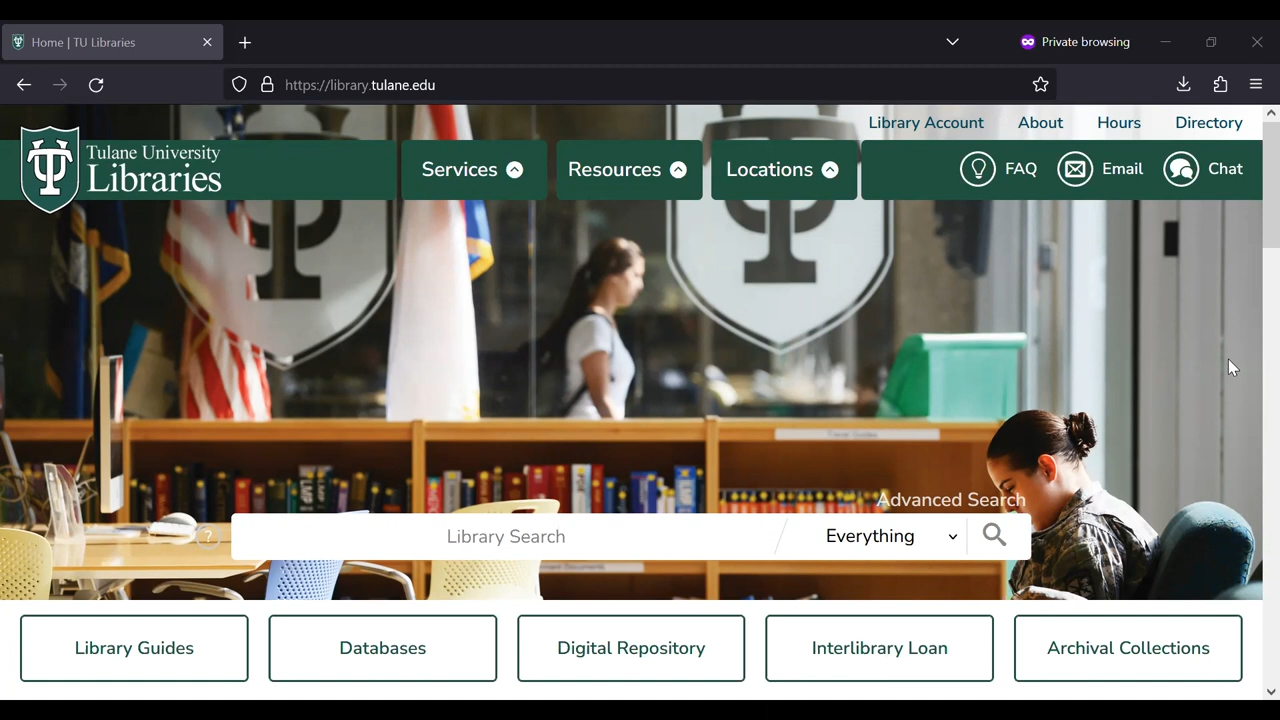 Home | TU Libraries
Private browsing
https://library.tulane.edu
Library Account About Hours Directory
Tulane University
Libraries
Services Resources Locations FAQ Email Chat
Advanced Search
? Library Search Everything
Library Guides Databases Digital Repository Interlibrary Loan Archival Collections